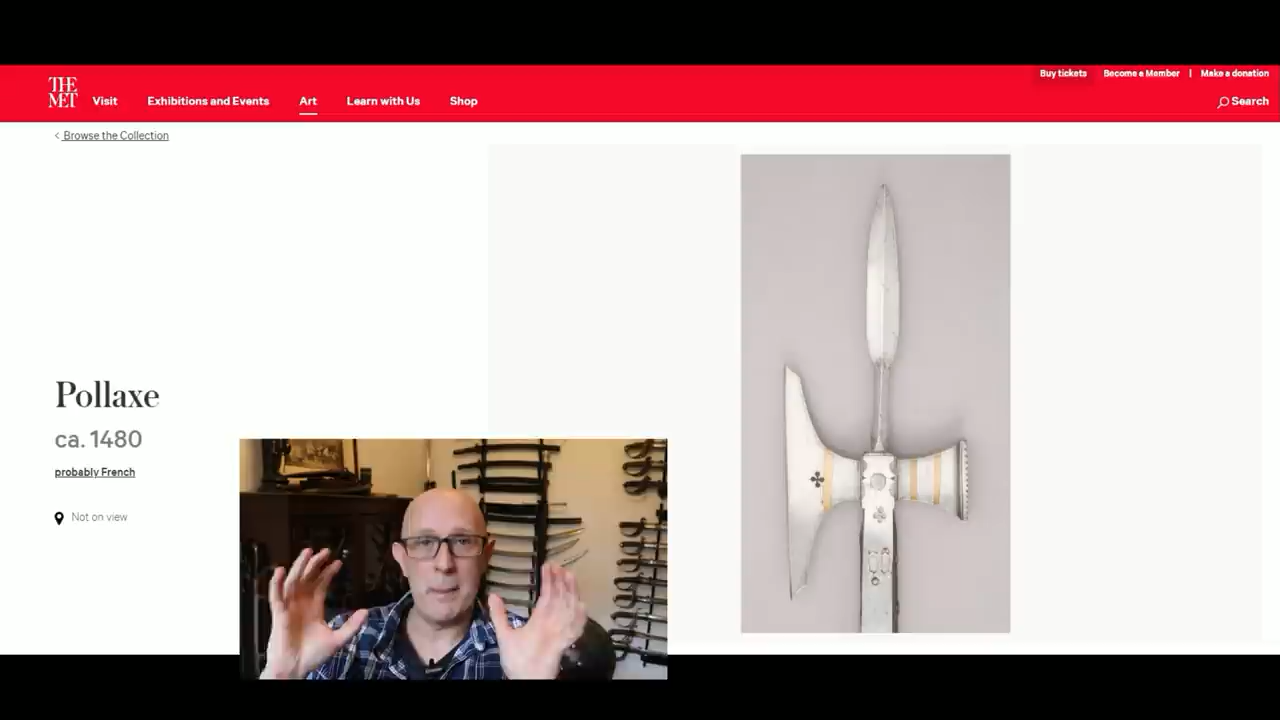 Buy tickets
Become a Member | Make a donation
THE
MET
Visit
Exhibitions and Events
Art
Learn with Us
Shop
Search
< Browse the Collection
Pollaxe
ca. 1480
probably French
Not on view